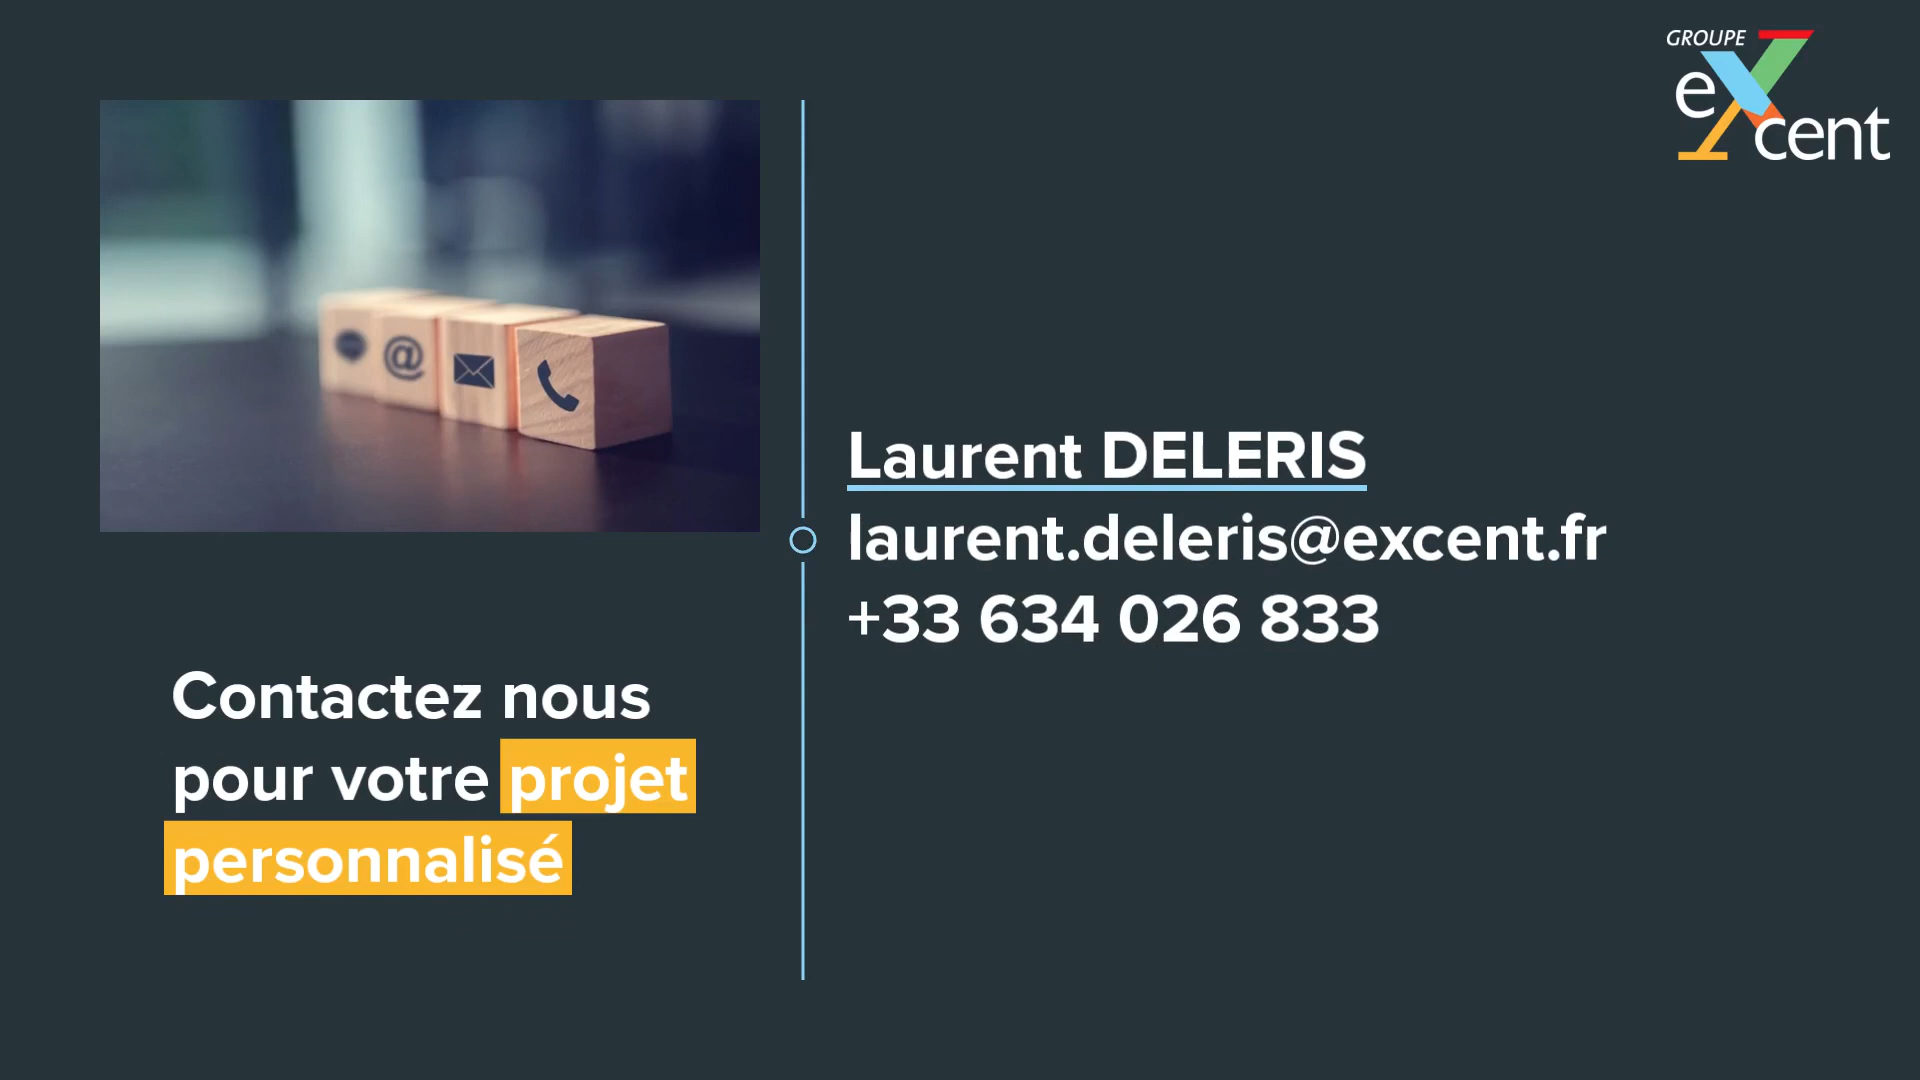 GROUPE
eXcent
@
Laurent DELERIS
laurent.deleris@excent.fr
+33 634 026 833
Contactez nous
pour votre projet
personnalisé